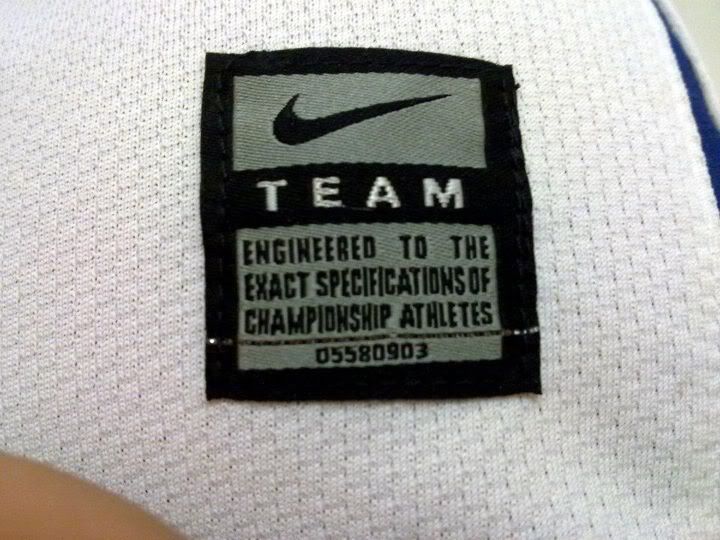 TEAM
ENGINEERED TO THE
EXACT SPECIFICATIONS OF
CHAMPIONSHIP ATHLETES
05580903